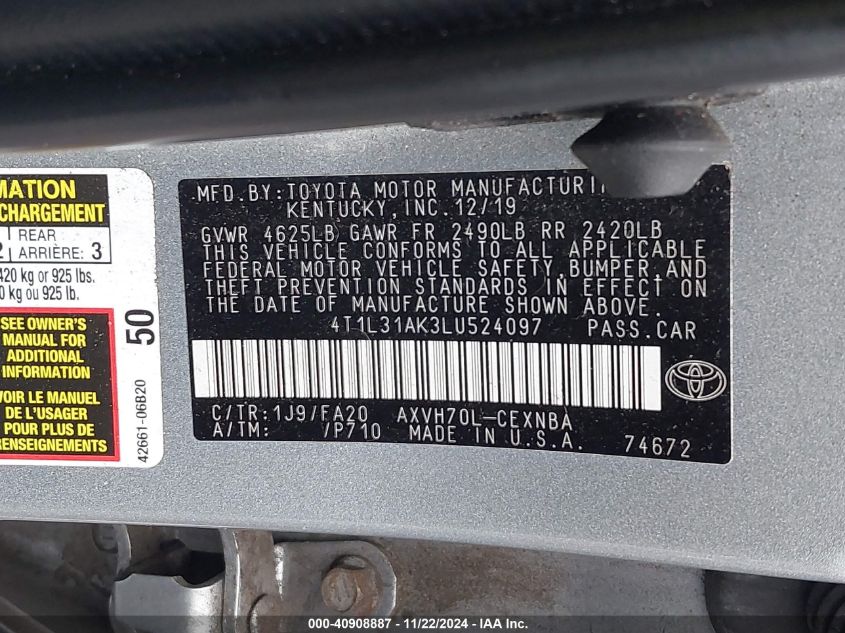 MATION
CHARGEMENT
2 REAR ARRIÈRE: 3
420 kg or 925 lbs.
0 kg ou 925 lb.
SEE OWNER'S
MANUAL FOR
ADDITIONAL
INFORMATION
VOIR LE MANUEL
DE L'USAGER
POUR PLUS DE
RENSEIGNEMENTS
50
42661-06B20
MFD.BY:TOYOTA MOTOR MANUFACTURI
KENTUCKY,INC.12/19
GVWR 4625LB GAWR FR 2490LB RR 2420LB
THIS VEHICLE CONFORMS TO ALL APPLICABLE
FEDERAL MOTOR VEHICLE SAFETY,BUMPER,AND
THEFT PREVENTION STANDARDS IN EFFECT ON
THE DATE OF MANUFACTURE SHOWN ABOVE.
4T1L31AK3LU524097 PASS.CAR
C/TR:1J9/FA20 AXVH70L-CEXNBA
A/TM: /P710 MADE IN U.S.A. 74672
000-40908887 - 11/22/2024 - IAAI.com